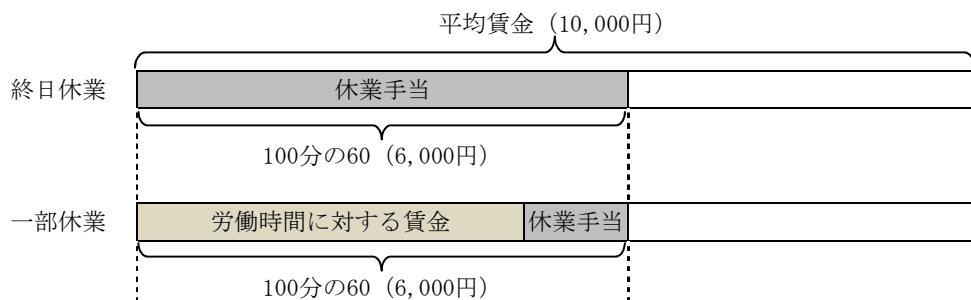 平均賃金（10,000円）
終日休業 休業手当
100分の60（6,000円）
一部休業 労働時間に対する賃金 休業手当
100分の60（6,000円）